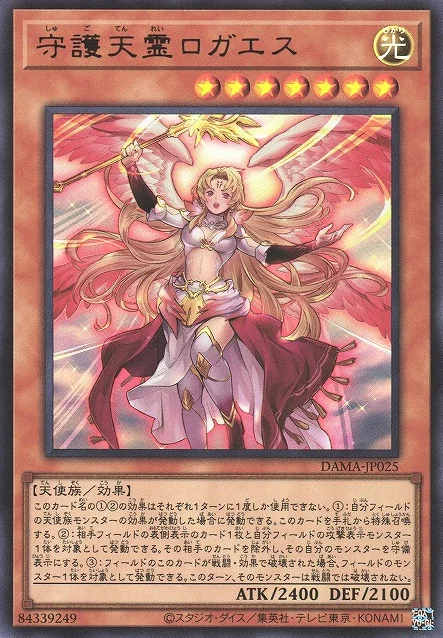 守護天霊ロガエス
光
DAMA-JP025
【天使族／効果】
このカード名の①②の効果はそれぞれ1ターンに1度しか使用できない。①：自分フィールド
の天使族モンスターの効果が発動した場合に発動できる。このカードを手札から特殊召喚
する。②：相手フィールドの表側表示のカード1枚と自分フィールドの攻撃表示モンスター
1体を対象として発動できる。その相手のカードを除外し、その自分のモンスターを守備
表示にする。③：フィールドのこのカードが戦闘・効果で破壊された場合、フィールドのモン
スター1体を対象として発動できる。このターン、そのモンスターは戦闘では破壊されない。
ATK/2400 DEF/2100
84339249 ©スタジオ・ダイス／集英社・テレビ東京・KONAMI